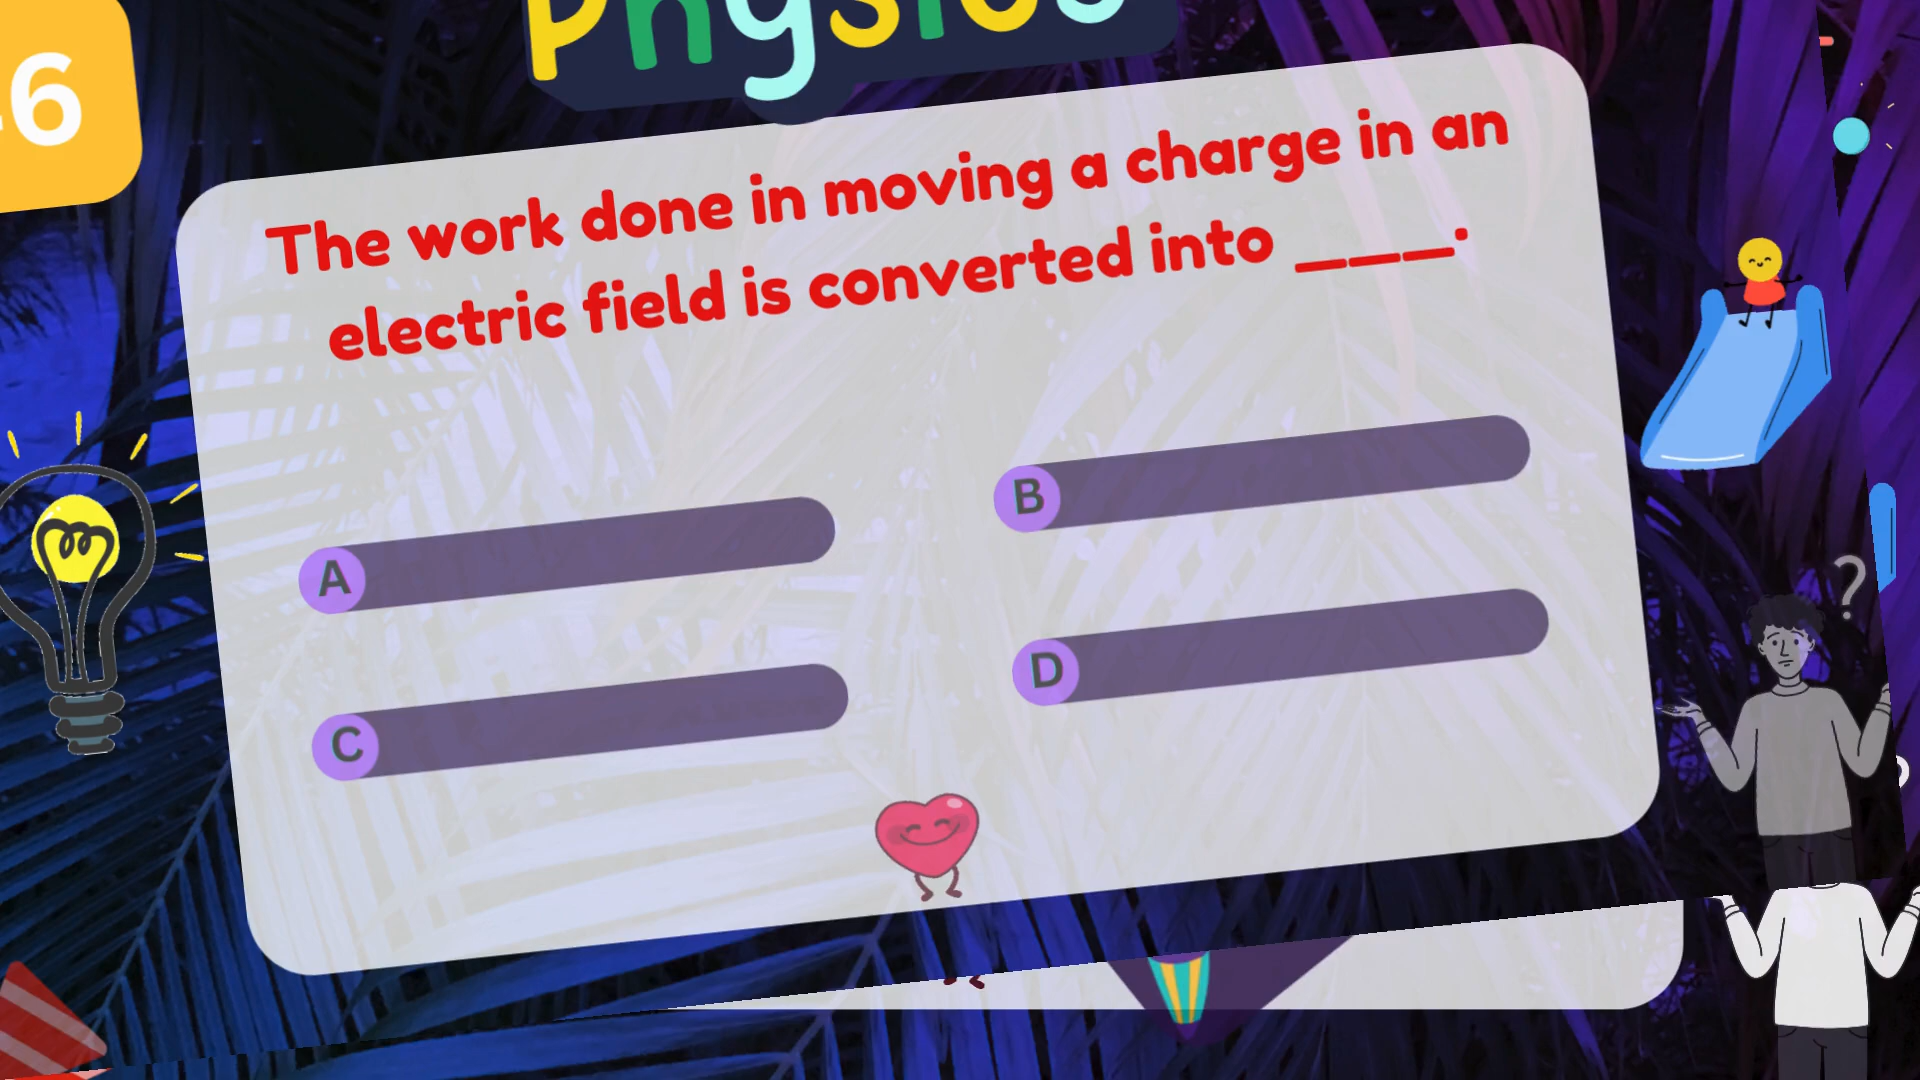 Physics
6
The work done in moving a charge in an
electric field is converted into ____.
A
B
C
D